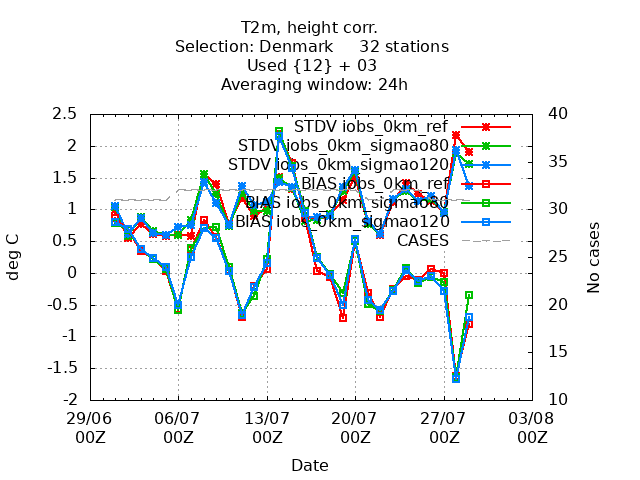 T2m, height corr.
Selection: Denmark 32 stations
Used {12} + 03
Averaging window: 24h
2.5
2
1.5
1
0.5
0
-0.5
-1
-1.5
-2
deg C
40
35
30
25
20
15
10
No cases
STDV iobs_0km_ref
STDV iobs_0km_sigmao80
STDV iobs_0km_sigmao120
BIAS iobs_0km_ref
BIAS iobs_0km_sigmao80
BIAS iobs_0km_sigmao120
CASES
29/06 06/07 13/07 20/07 27/07 03/08
00Z 00Z 00Z 00Z 00Z 00Z
Date